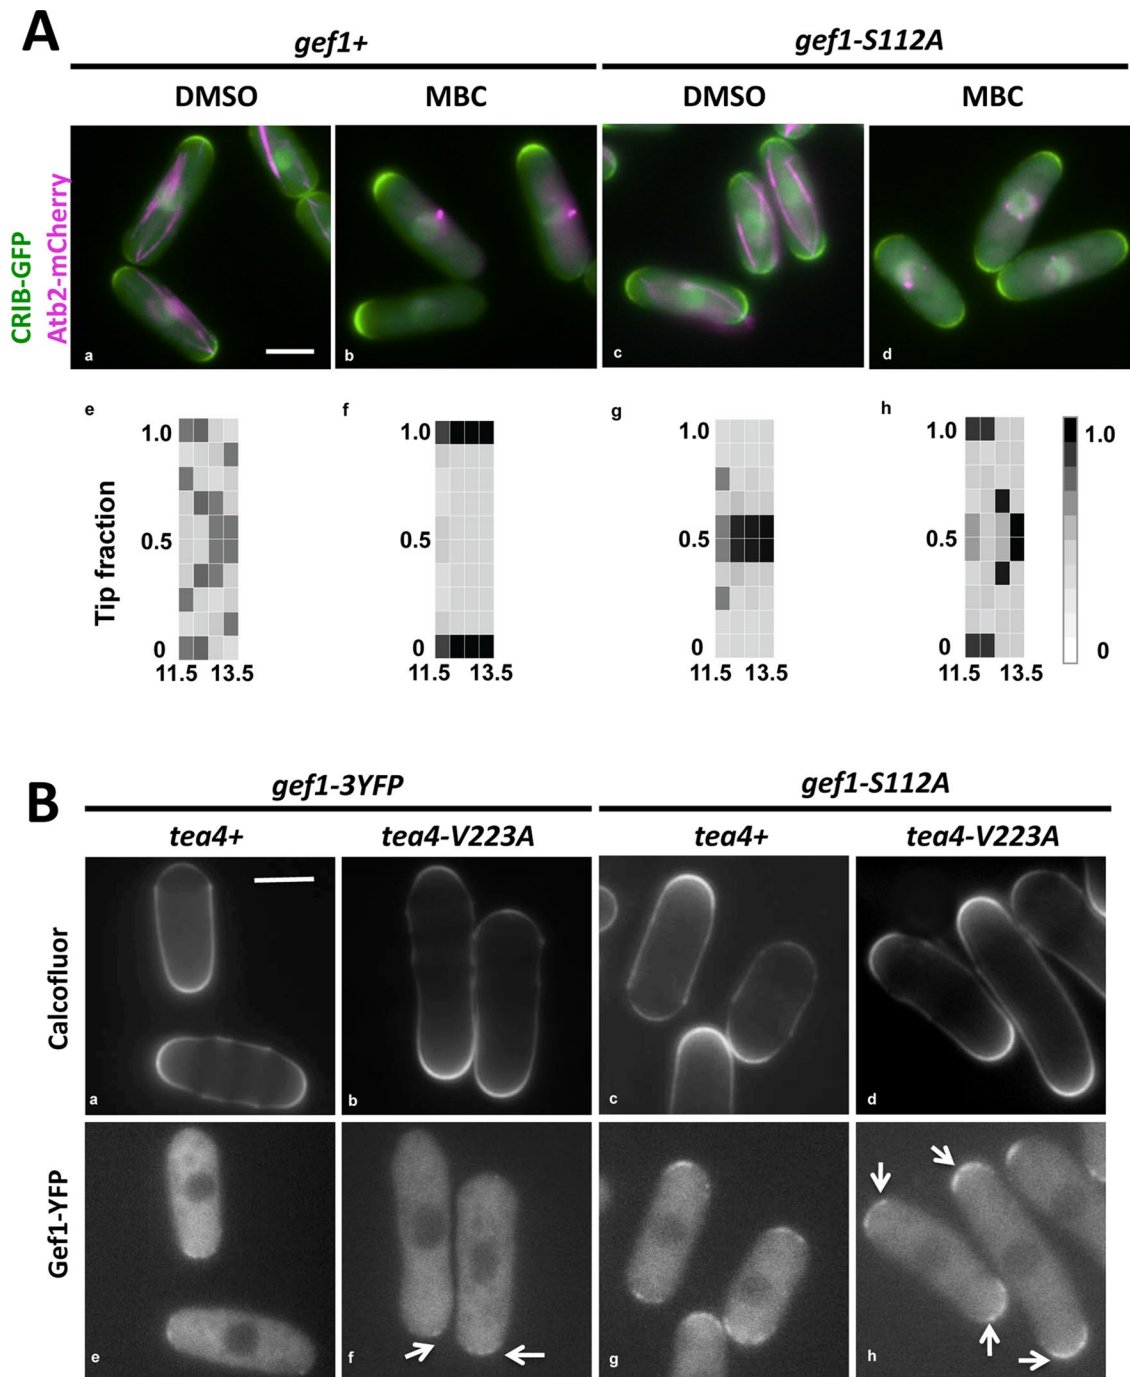 A
gef1+ gef1-S112A
DMSO MBC DMSO MBC
CRIB-GFP
Atb2-mCherry
a b c d
e f g h
1.0 1.0 1.0 1.0 1.0
Tip fraction
0.5 0.5 0.5 0.5
0 0 0 0 0
11.5 13.5 11.5 13.5 11.5 13.5 11.5 13.5
B
gef1-3YFP gef1-S112A
tea4+ tea4-V223A tea4+ tea4-V223A
Calcofluor
a b c d
Gef1-YFP
e f g h